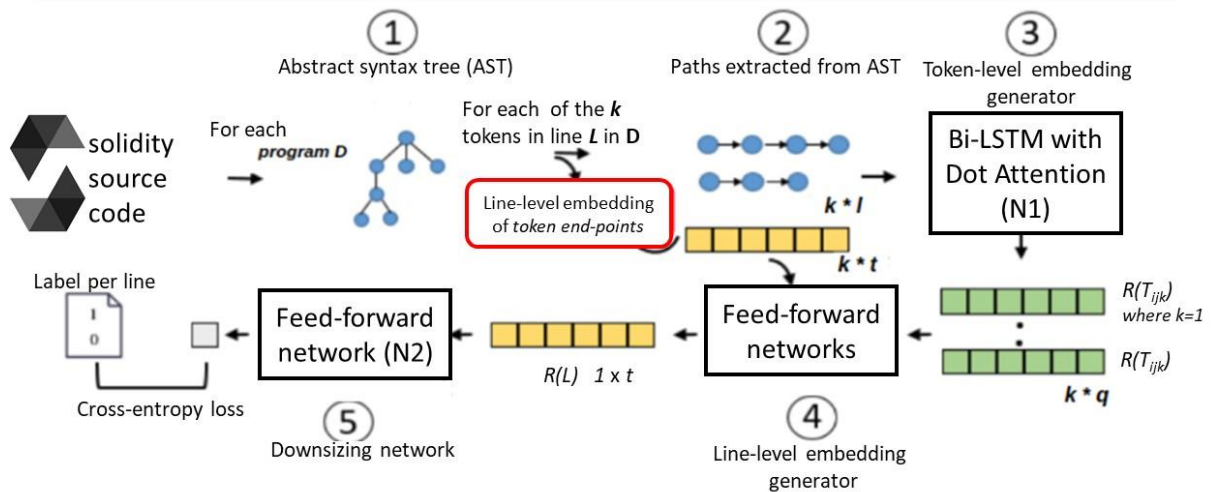 1
Abstract syntax tree (AST)
2
Paths extracted from AST
3
Token-level embedding
generator
solidity
source
code
For each
program D
For each of the k
tokens in line L in D
Line-level embedding
of token end-points
k * l
k * t
Bi-LSTM with
Dot Attention
(N1)
Label per line
1
0
Cross-entropy loss
Feed-forward
network (N2)
5
Downsizing network
R(L) 1 x t
Feed-forward
networks
4
Line-level embedding
generator
R(Tijk)
where k=1
R(Tijk)
k * q